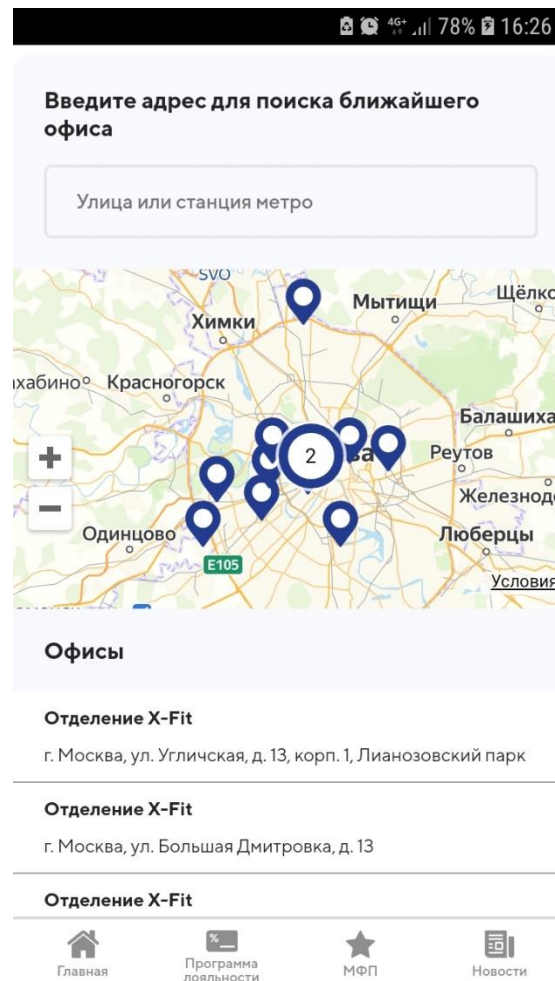 4G+ 78% 16:26
Введите адрес для поиска ближайшего
офиса
Улица или станция метро
SVO
Мытищи
Щёлко
Химки
хабино
Красногорск
Балашиха
+
2
ва
Реутов
−
Железнод
Одинцово
Люберцы
E105
Условия
Офисы
Отделение X-Fit
г. Москва, ул. Угличская, д. 13, корп. 1, Лианозовский парк
Отделение X-Fit
г. Москва, ул. Большая Дмитровка, д. 13
Отделение X-Fit
%
Главная
Программа
лояльности
МФП
Новости